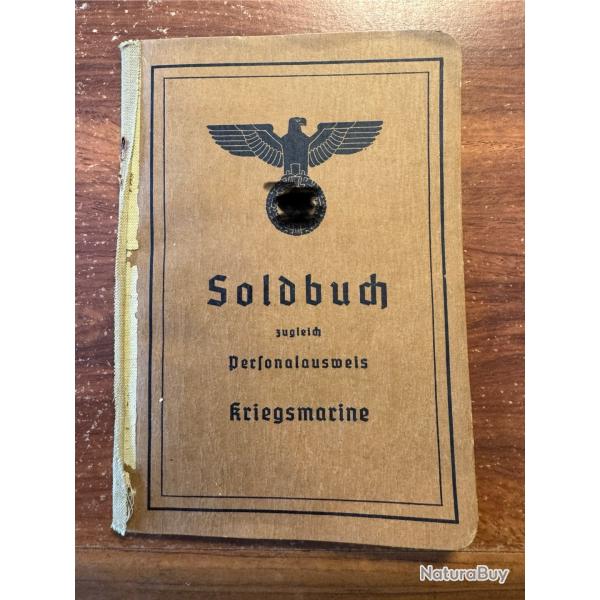 Soldbuch
zugleich
Personalausweis
Kriegsmarine
NaturaBuy